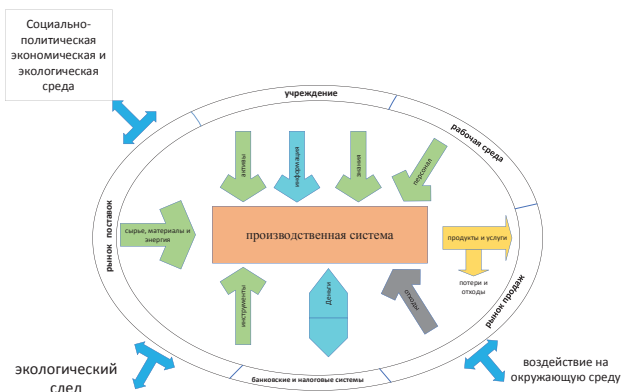 Социально-
политическая
экономическая и
экологическая
среда
учреждение
рабочая среда
активы
информация
знания
персонал
рынок поставок
сырье, материалы и
энергия
производственная система
продукты и услуги
потери и
отходы
инструменты
Деньги
отходы
рынок продаж
банковские и налоговые системы
экологический
след
воздействие на
окружающую среду